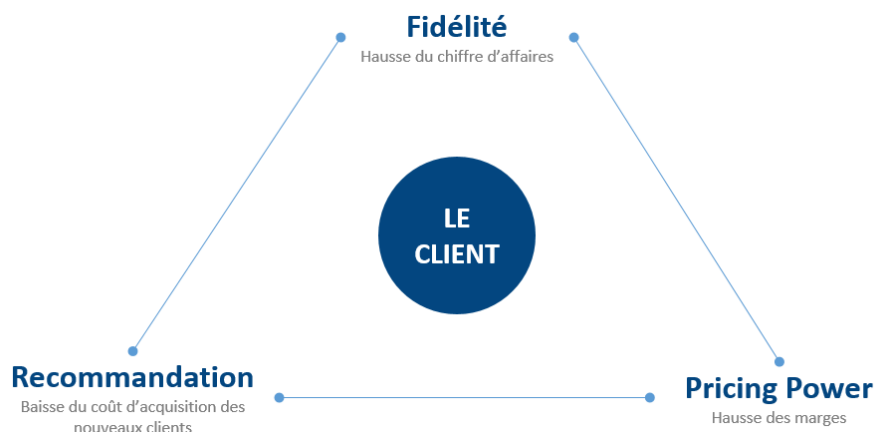 Fidélité
Hausse du chiffre d’affaires
LE
CLIENT
Recommandation
Baisse du coût d’acquisition des
nouveaux clients
Pricing Power
Hausse des marges